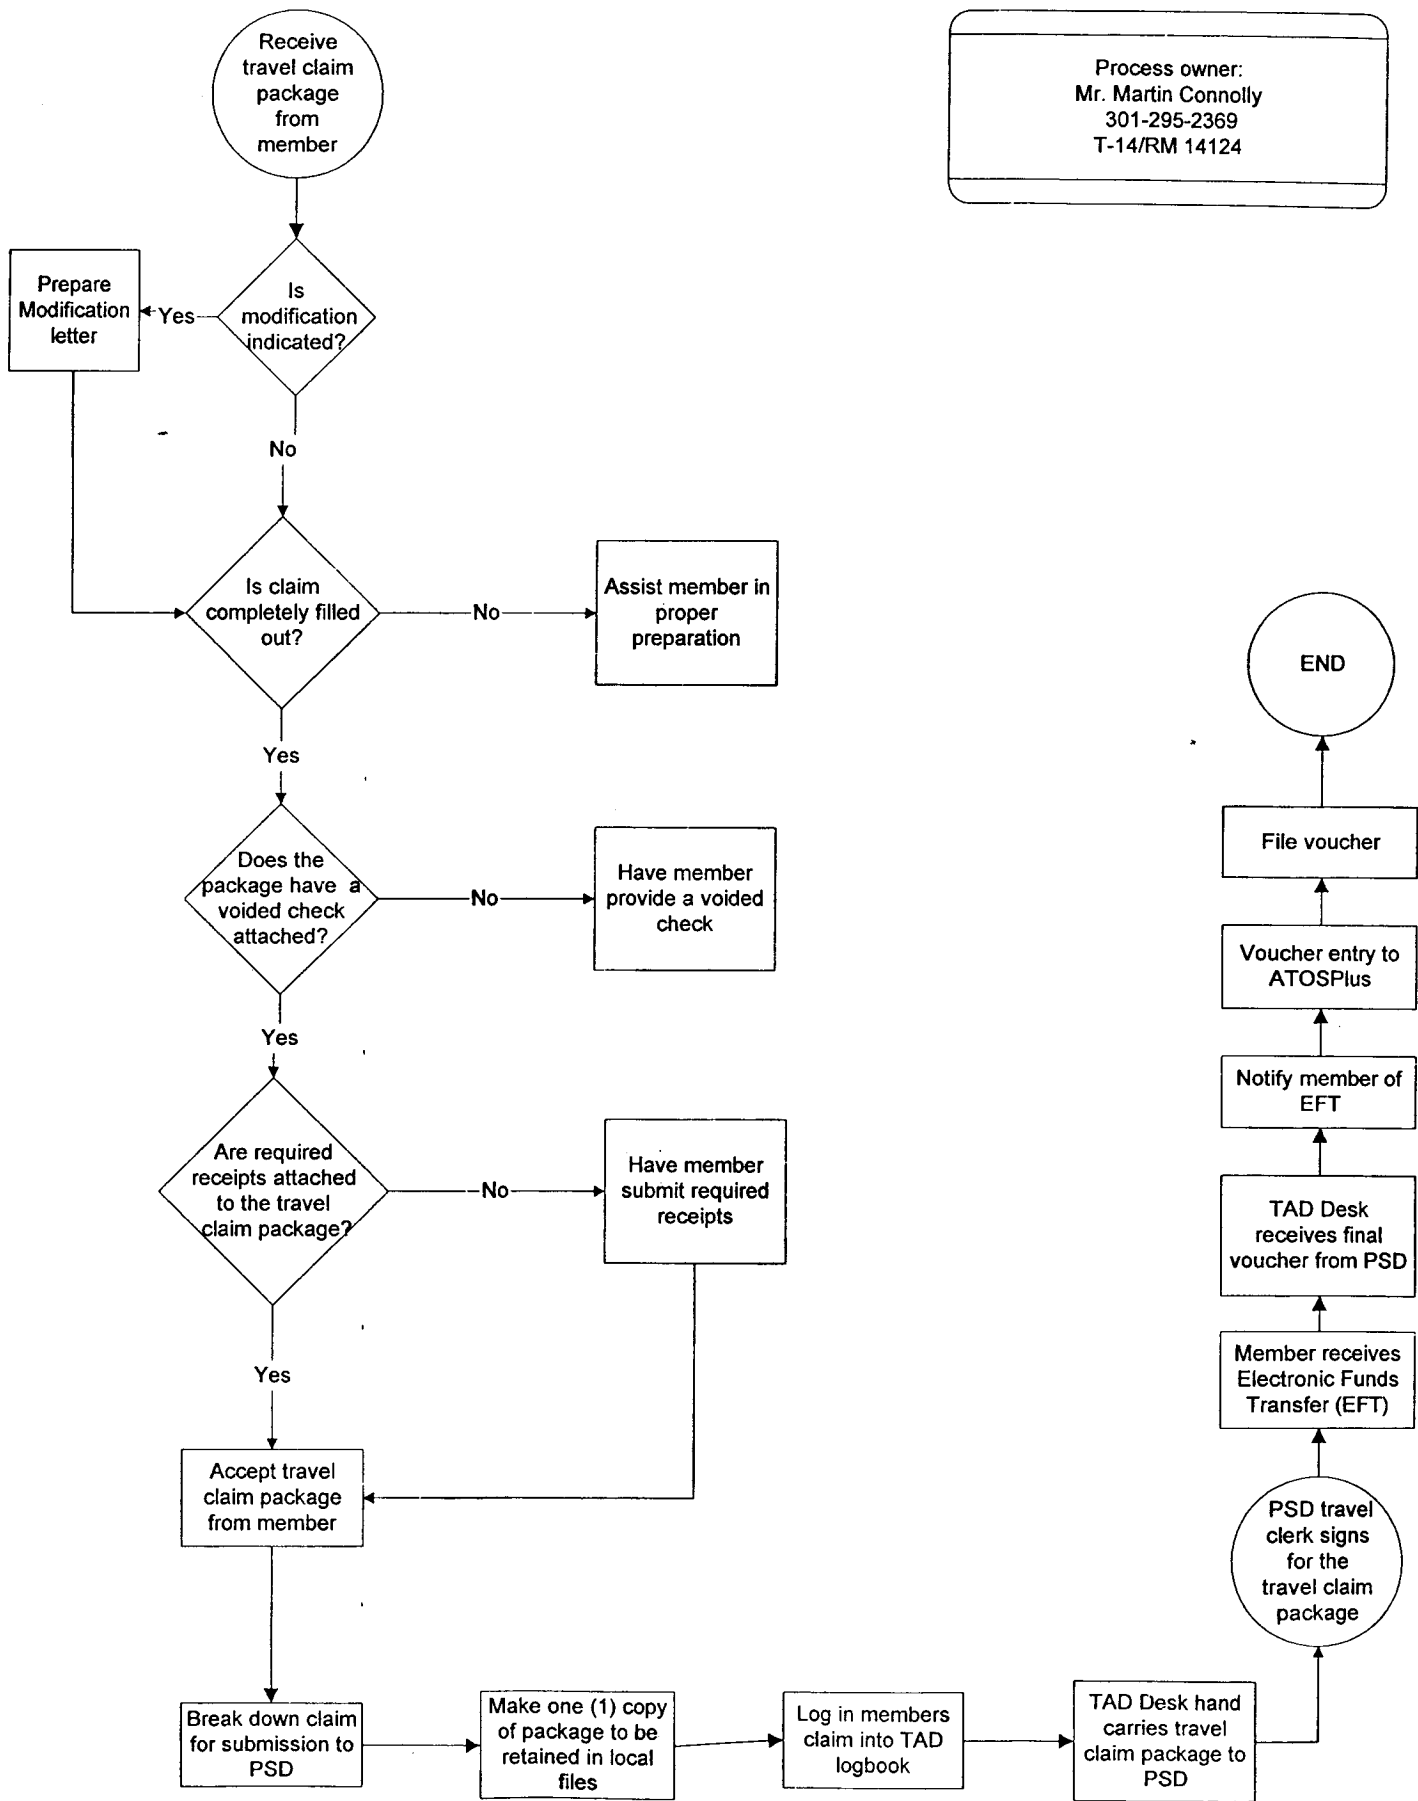 Receive
travel claim
package
from
member
Process owner:
Mr. Martin Connolly
301-295-2369
T-14/RM 14124
Prepare
Modification
letter
Yes
Is
modification
indicated?
No
Is claim
completely filled
out?
No
Assist member in
proper
preparation
Yes
Does the
package have a
voided check
attached?
No
Have member
provide a voided
check
Yes
Are required
receipts attached
to the travel
claim package?
No
Have member
submit required
receipts
Yes
Accept travel
claim package
from member
Break down claim
for submission to
PSD
Make one (1) copy
of package to be
retained in local
files
Log in members
claim into TAD
logbook
TAD Desk hand
carries travel
claim package to
PSD
PSD travel
clerk signs
for the
travel claim
package
Member receives
Electronic Funds
Transfer (EFT)
TAD Desk
receives final
voucher from PSD
Notify member of
EFT
Voucher entry to
ATOSPlus
File voucher
END